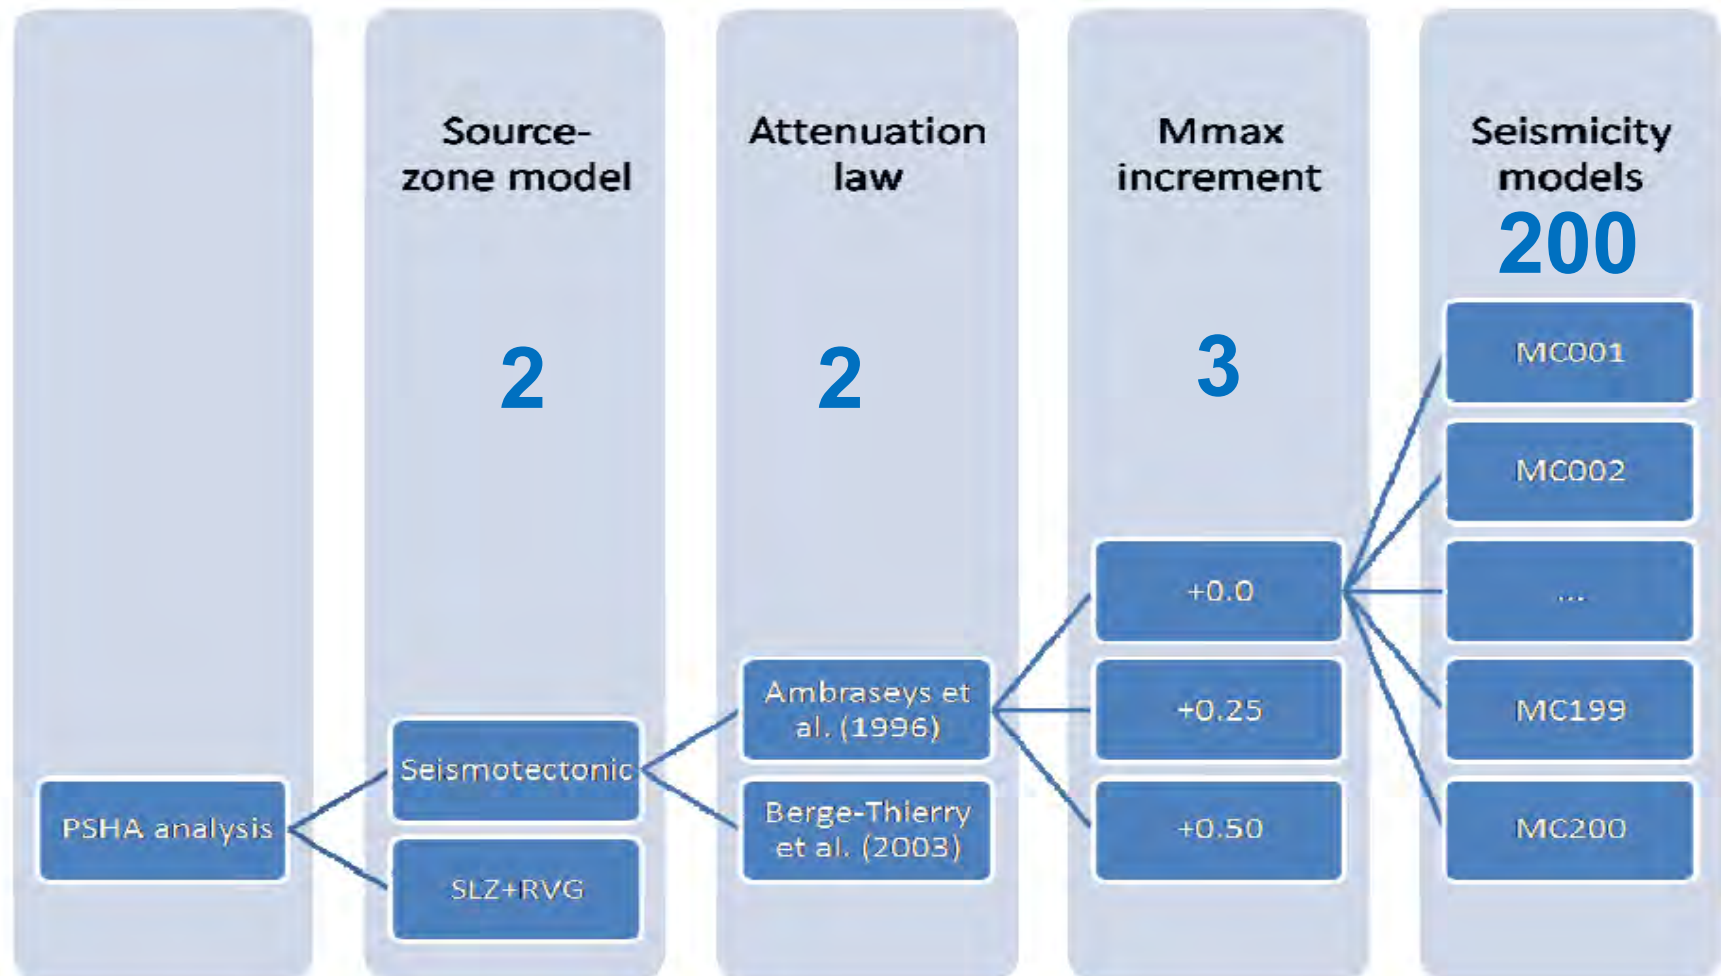 Source-
zone model
2
Attenuation
law
2
Mmax
increment
3
Seismicity
models
200
PSHA analysis
Seismotectonic
SLZ+RVG
Ambraseys et
al. (1996)
Berge-Thierry
et al. (2003)
+0.0
+0.25
+0.50
MC001
MC002
...
MC199
MC200